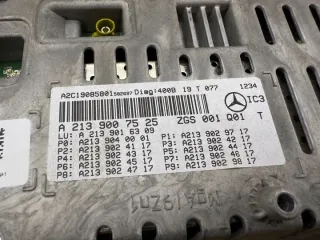 A2C19085801502697 Diag:400B 19 T 077 1234
IC3
A 213 900 75 25 ZGS 001 Q01 T
LU: A 213 901 63 09
P0: A213 904 00 01 P1: A213 902 97 17
P2: A213 902 41 17 P3: A213 902 42 17
P4: A213 902 43 17 P5: A213 902 44 17
P6: A213 902 45 17 P7: A213 902 46 17
P8: A213 902 47 17 P9: A213 902 98 17